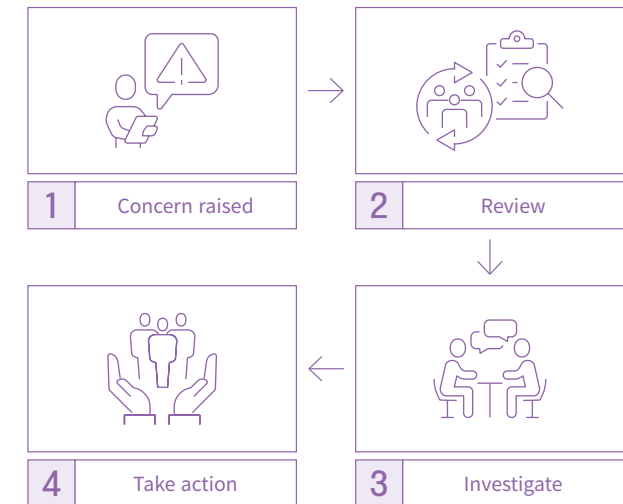 1 Concern raised
2 Review
3 Investigate
4 Take action